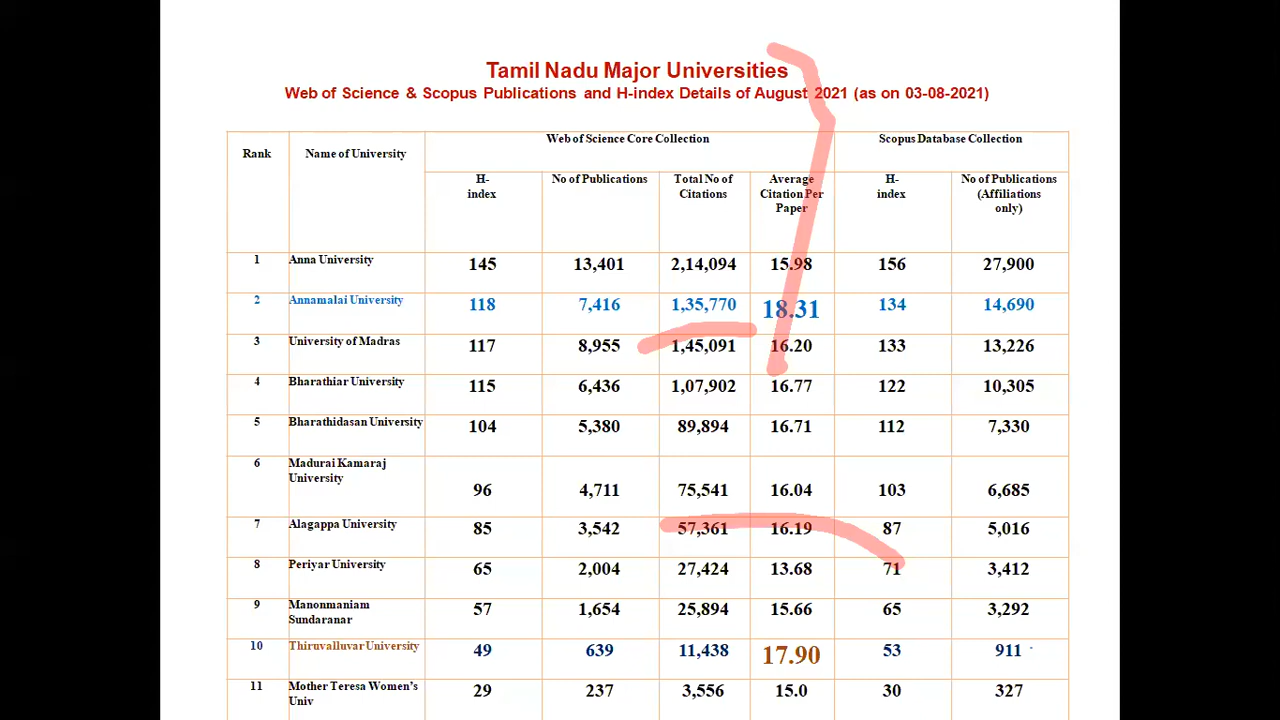 Tamil Nadu Major Universities
Web of Science & Scopus Publications and H-index Details of August 2021 (as on 03-08-2021)
Rank Name of University Web of Science Core Collection Scopus Database Collection
H-index No of Publications Total No of Citations Average Citation Per Paper H-index No of Publications (Affiliations only)
1 Anna University 145 13,401 2,14,094 15.98 156 27,900
2 Annamalai University 118 7,416 1,35,770 18.31 134 14,690
3 University of Madras 117 8,955 1,45,091 16.20 133 13,226
4 Bharathiar University 115 6,436 1,07,902 16.77 122 10,305
5 Bharathidasan University 104 5,380 89,894 16.71 112 7,330
6 Madurai Kamaraj University 96 4,711 75,541 16.04 103 6,685
7 Alagappa University 85 3,542 57,361 16.19 87 5,016
8 Periyar University 65 2,004 27,424 13.68 71 3,412
9 Manonmaniam Sundaranar 57 1,654 25,894 15.66 65 3,292
10 Thiruvalluvar University 49 639 11,438 17.90 53 911
11 Mother Teresa Women's Univ 29 237 3,556 15.0 30 327